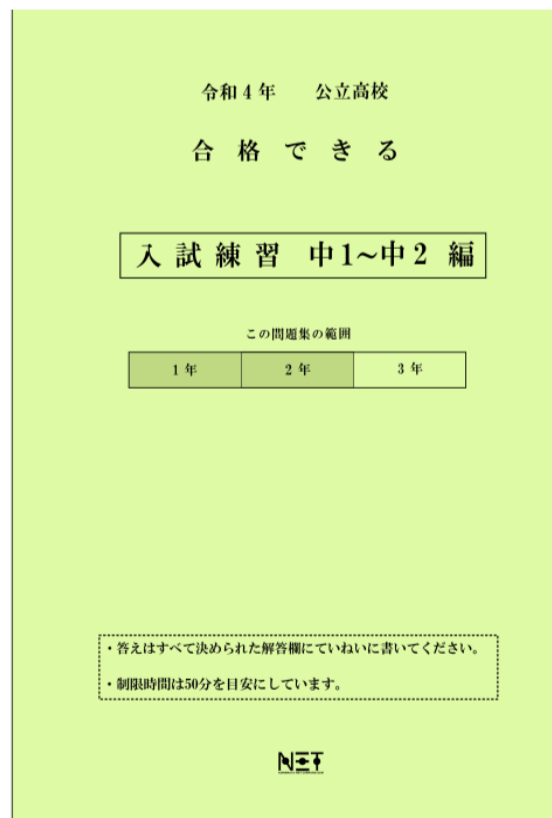 令和4年 公立高校
合格できる
入試練習 中1~中2 編
この問題集の範囲
1年 2年 3年
・答えはすべて決められた解答欄にていねいに書いてください。
・制限時間は50分を目安にしています。
NET